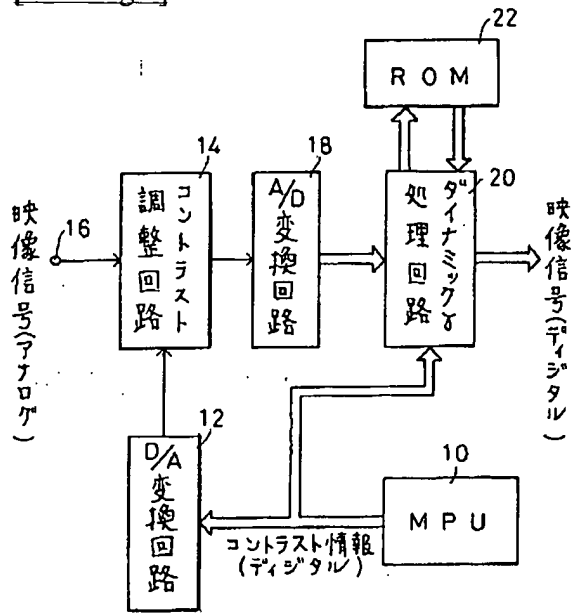 22
ROM
14
コントラスト
調整回路
18
A/D
変換回路
20
ダイナミックγ
処理回路
映像信号(アナログ)
16
映像信号(ディジタル)
12
D/A
変換回路
10
MPU
コントラスト情報
(ディジタル)